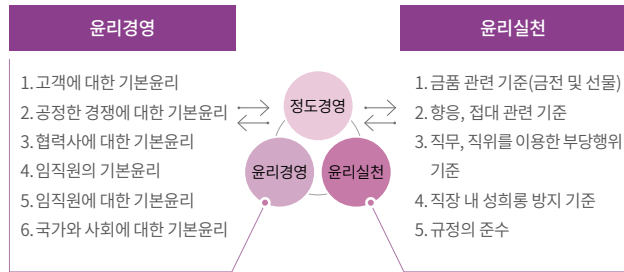 윤리경영
1. 고객에 대한 기본윤리
2. 공정한 경쟁에 대한 기본윤리
3. 협력사에 대한 기본윤리
4. 임직원의 기본윤리
5. 임직원에 대한 기본윤리
6. 국가와 사회에 대한 기본윤리
정도경영
윤리경영
윤리실천
윤리실천
1. 금품 관련 기준(금전 및 선물)
2. 향응, 접대 관련 기준
3. 직무, 직위를 이용한 부당행위
기준
4. 직장 내 성희롱 방지 기준
5. 규정의 준수